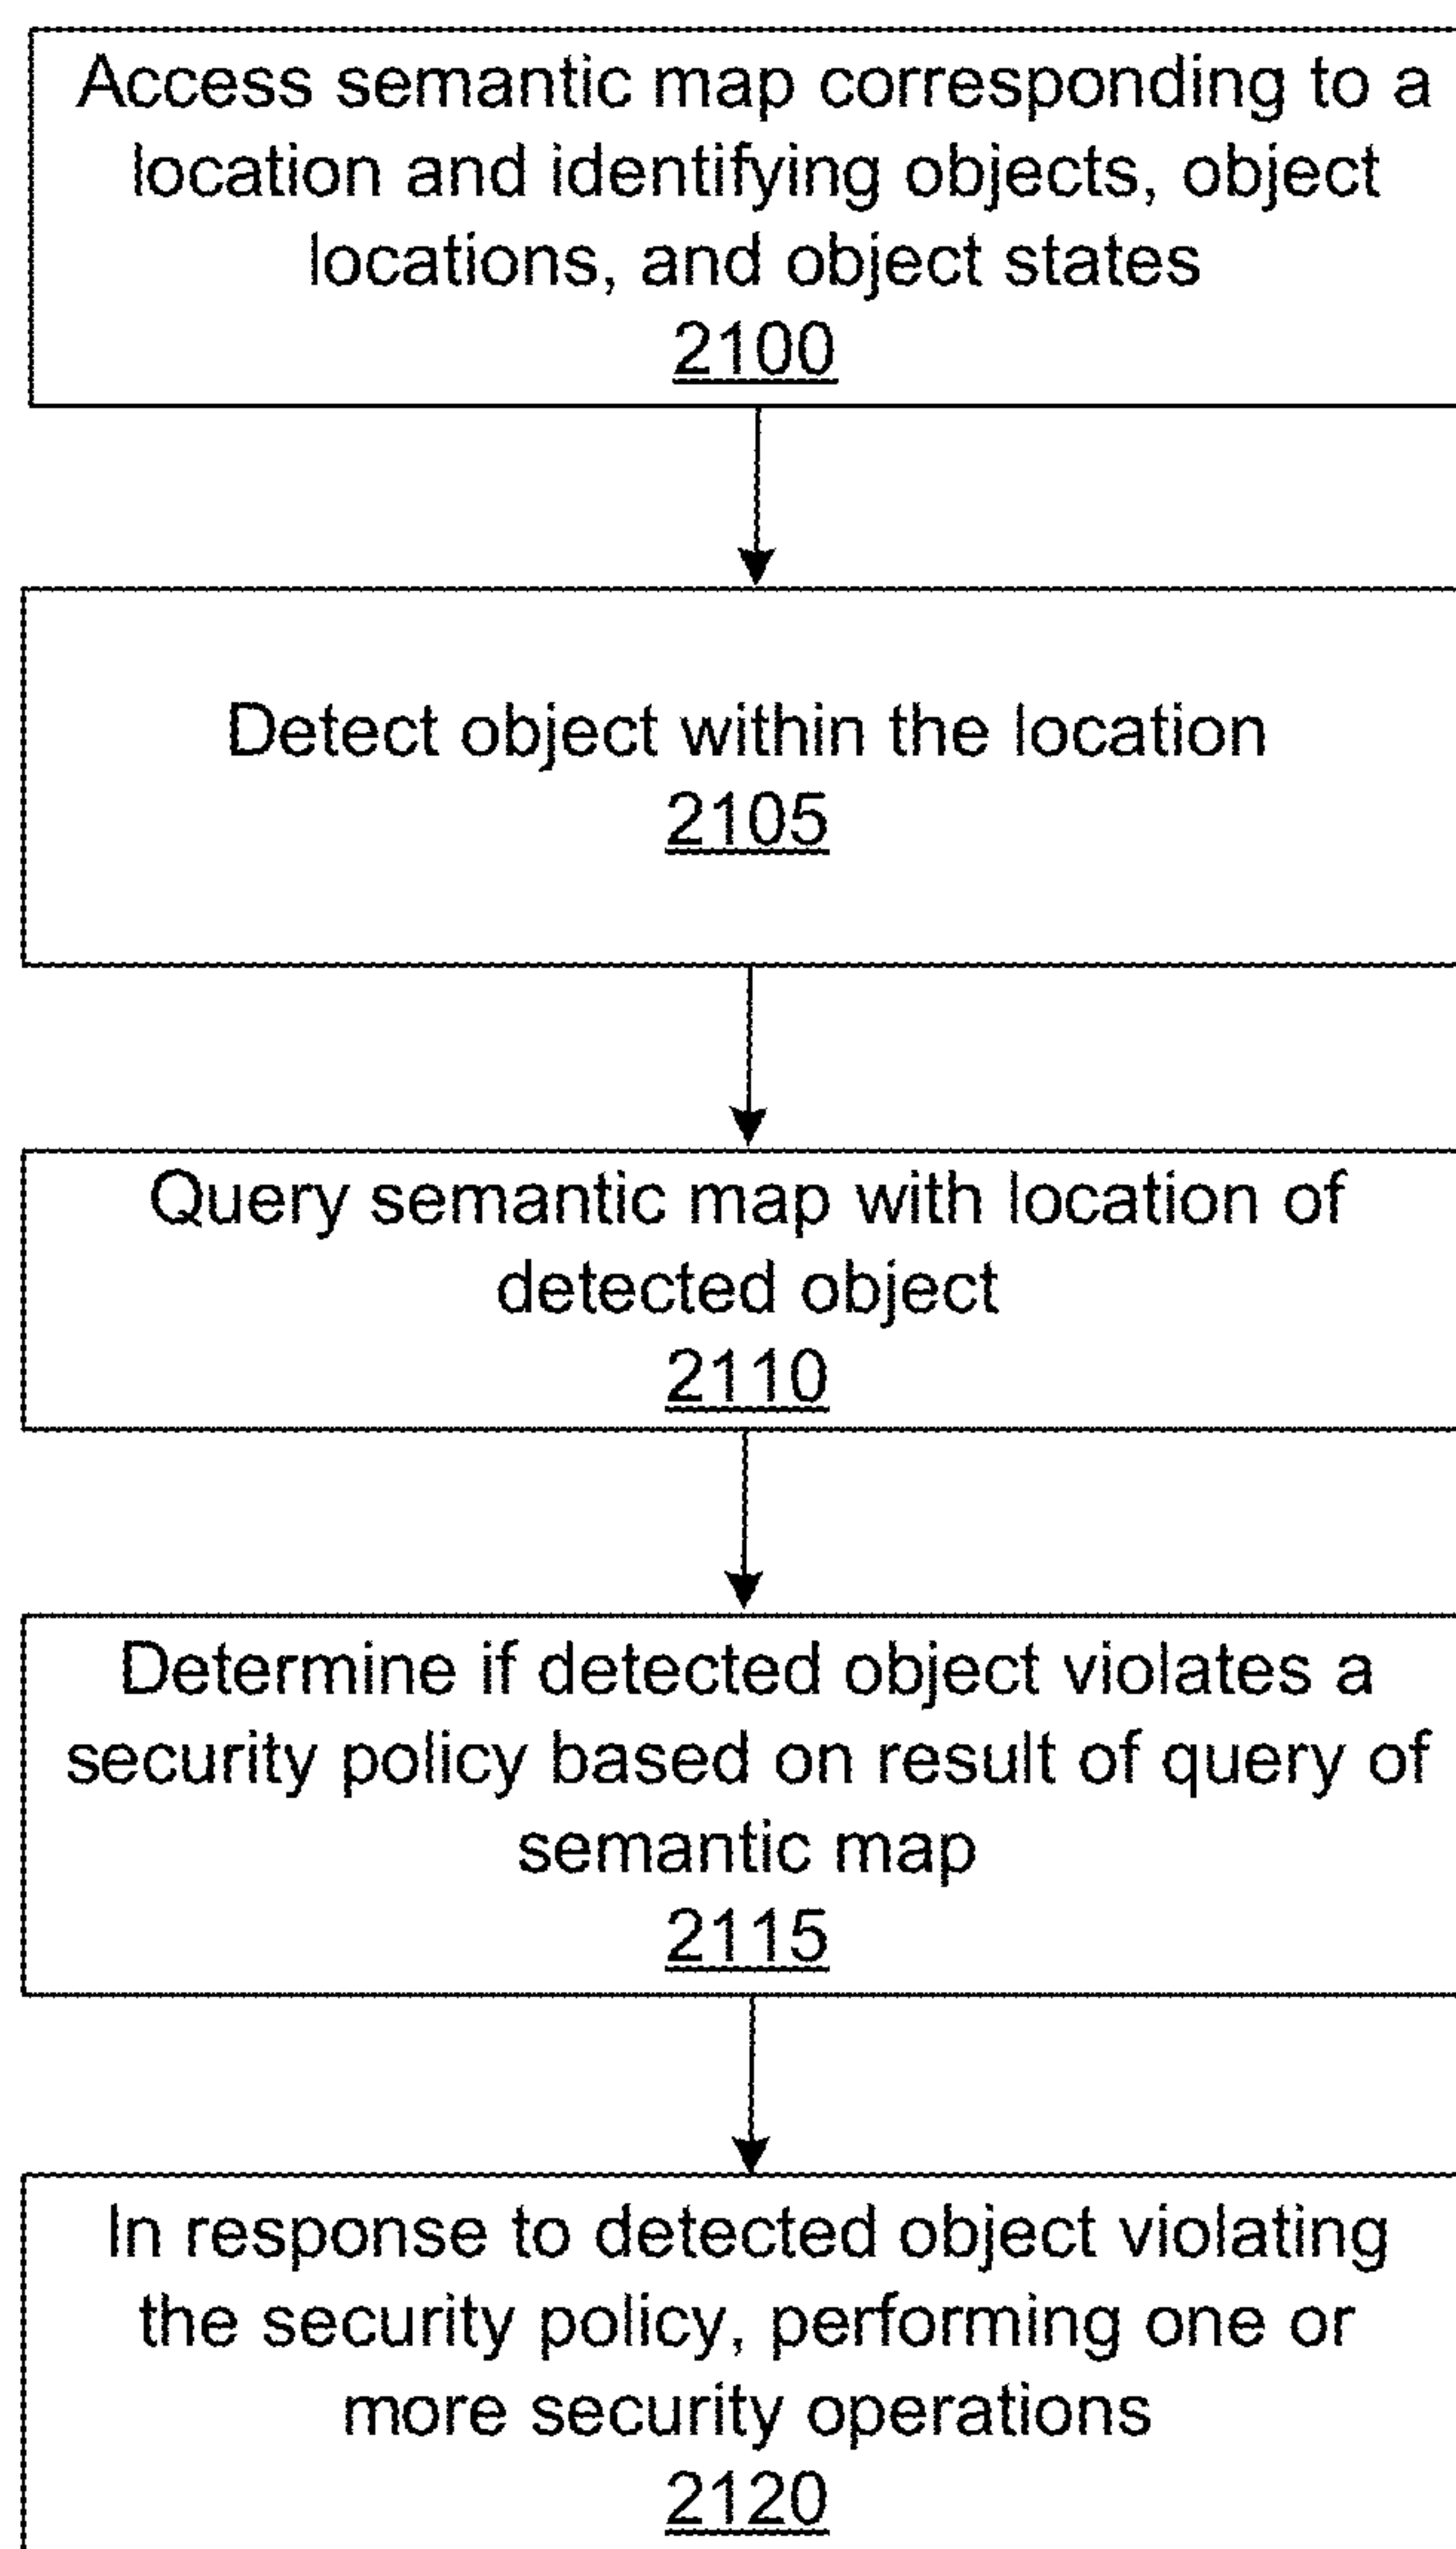 Access semantic map corresponding to a
location and identifying objects, object
locations, and object states
2100
Detect object within the location
2105
Query semantic map with location of
detected object
2110
Determine if detected object violates a
security policy based on result of query of
semantic map
2115
In response to detected object violating
the security policy, performing one or
more security operations
2120